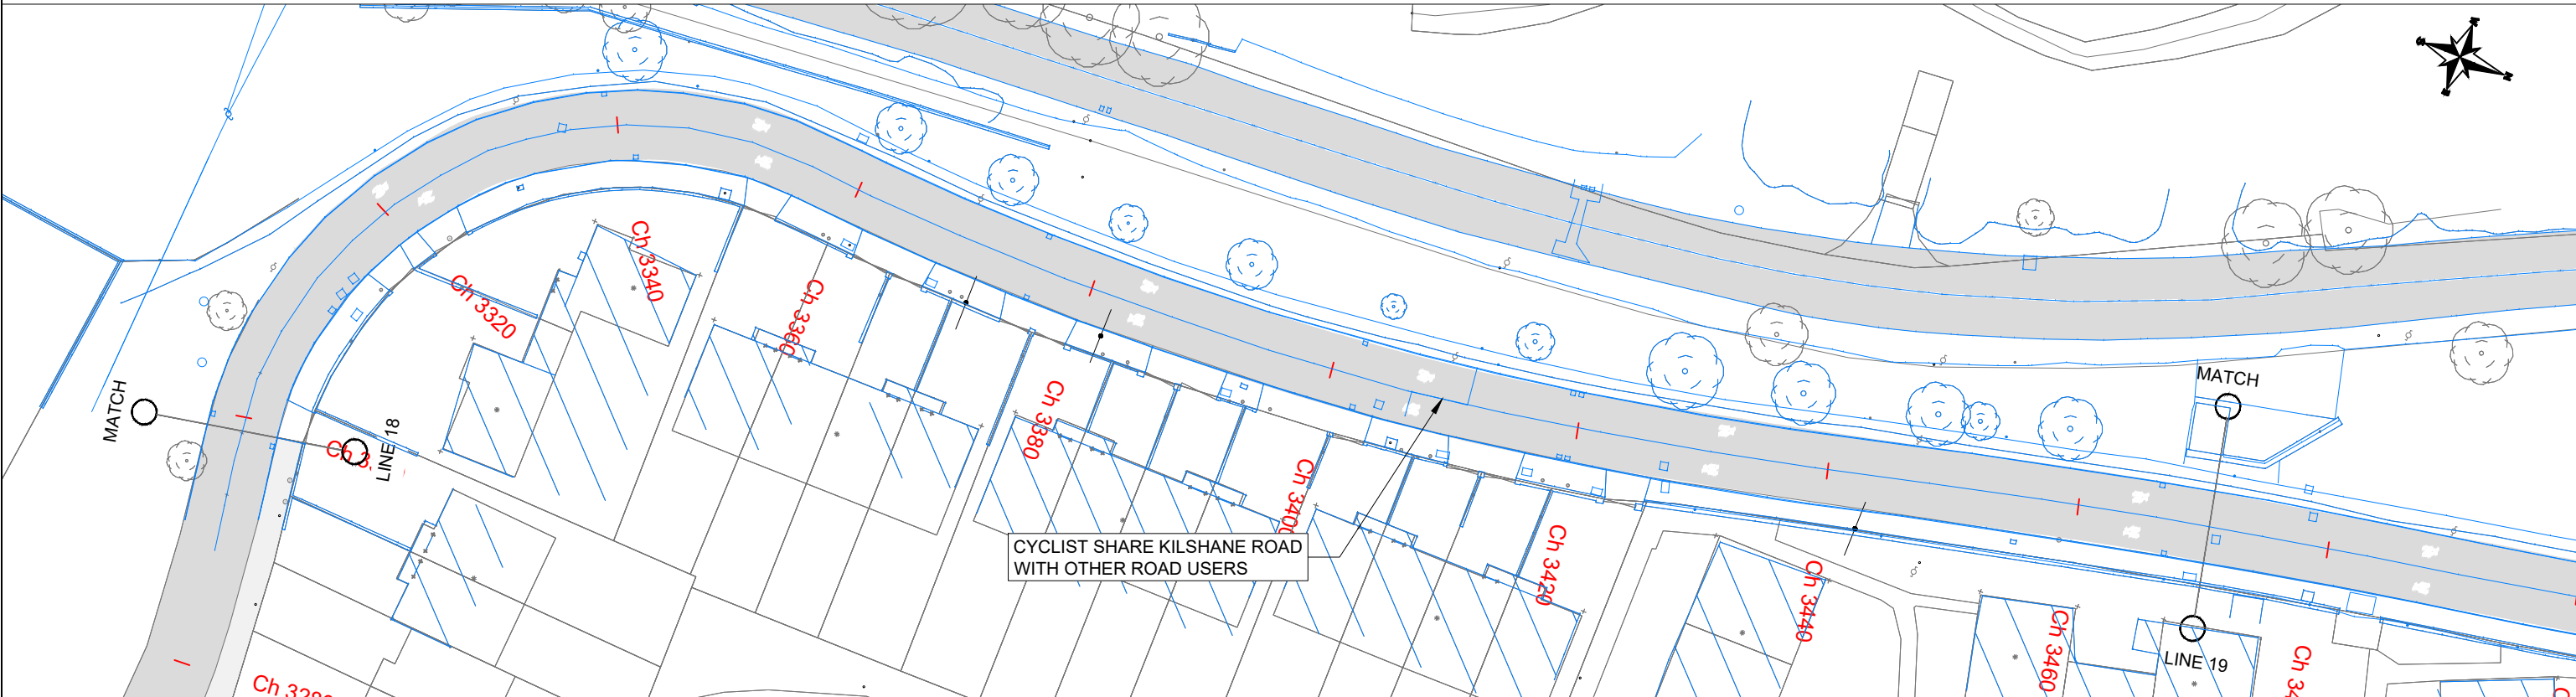 MATCH
LINE 18
Ch 3320
Ch 3340
Ch 3360
Ch 3380
Ch 3400
CYCLIST SHARE KILSHANE ROAD
WITH OTHER ROAD USERS
Ch 3420
Ch 3440
Ch 3460
MATCH
LINE 19